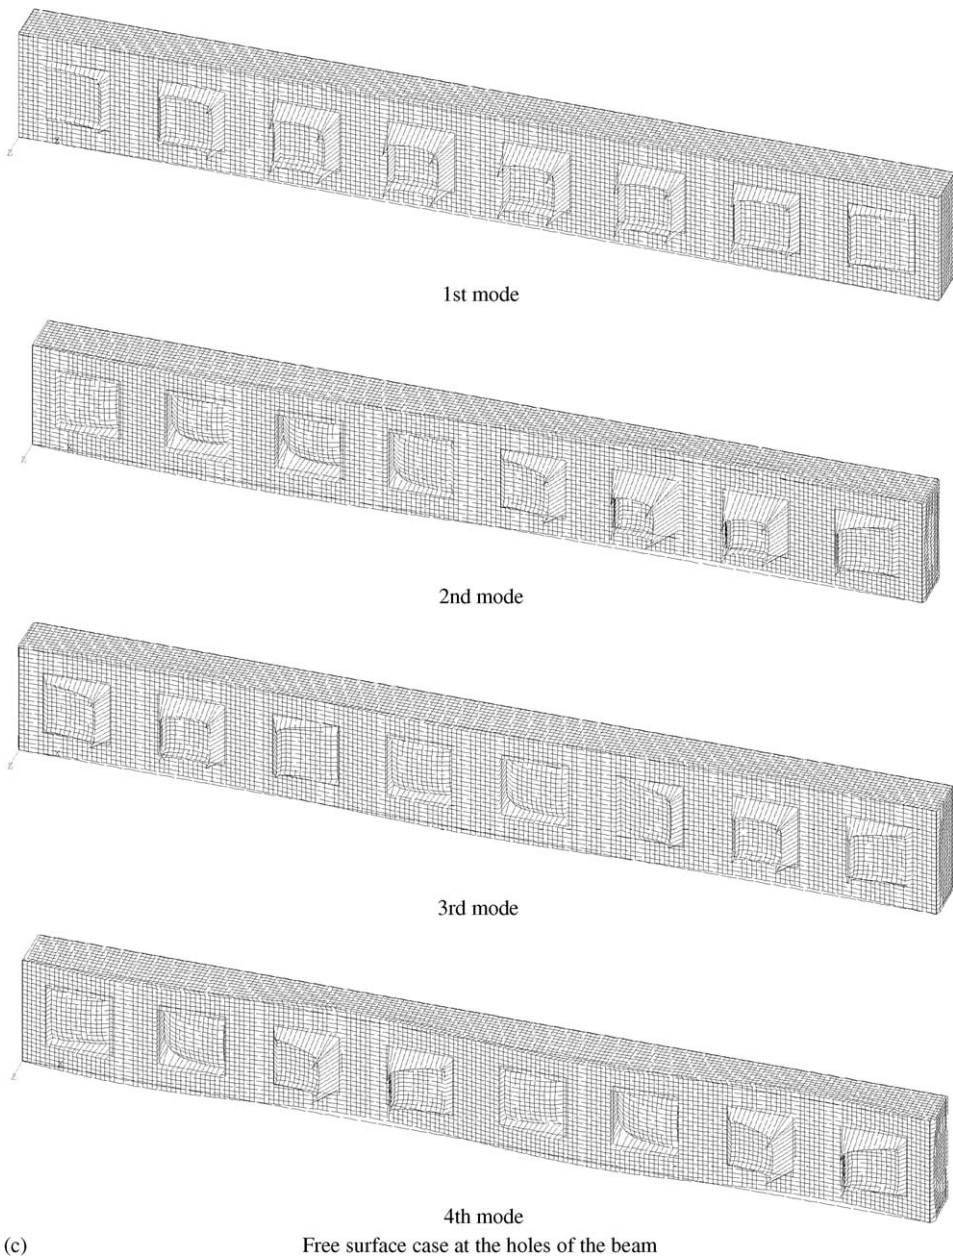 Z
1st mode
Z
2nd mode
Z
3rd mode
Z
4th mode
(c) Free surface case at the holes of the beam